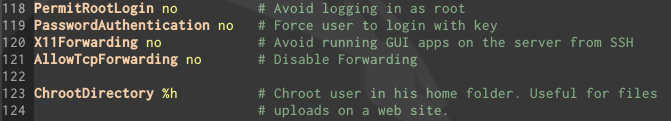 118 PermitRootLogin no # Avoid logging in as root
119 PasswordAuthentication no # Force user to login with key
120 X11Forwarding no # Avoid running GUI apps on the server from SSH
121 AllowTcpForwarding no # Disable Forwarding
122
123 ChrootDirectory %h # Chroot user in his home folder. Useful for files
124 # uploads on a web site.